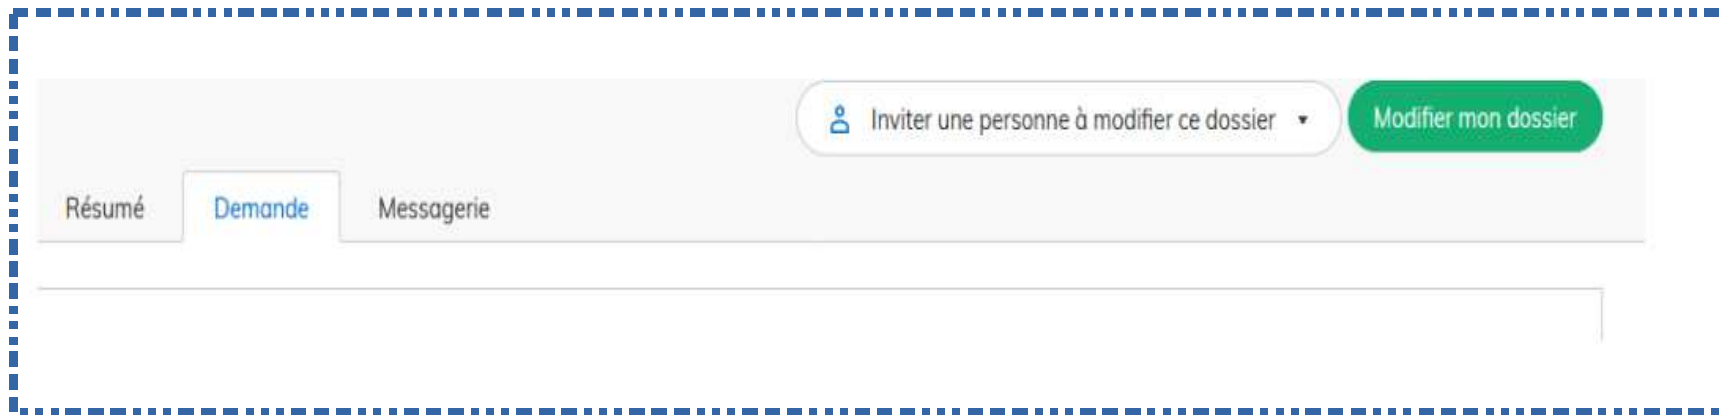 Inviter une personne à modifier ce dossier
Modifier mon dossier
Résumé
Demande
Messagerie